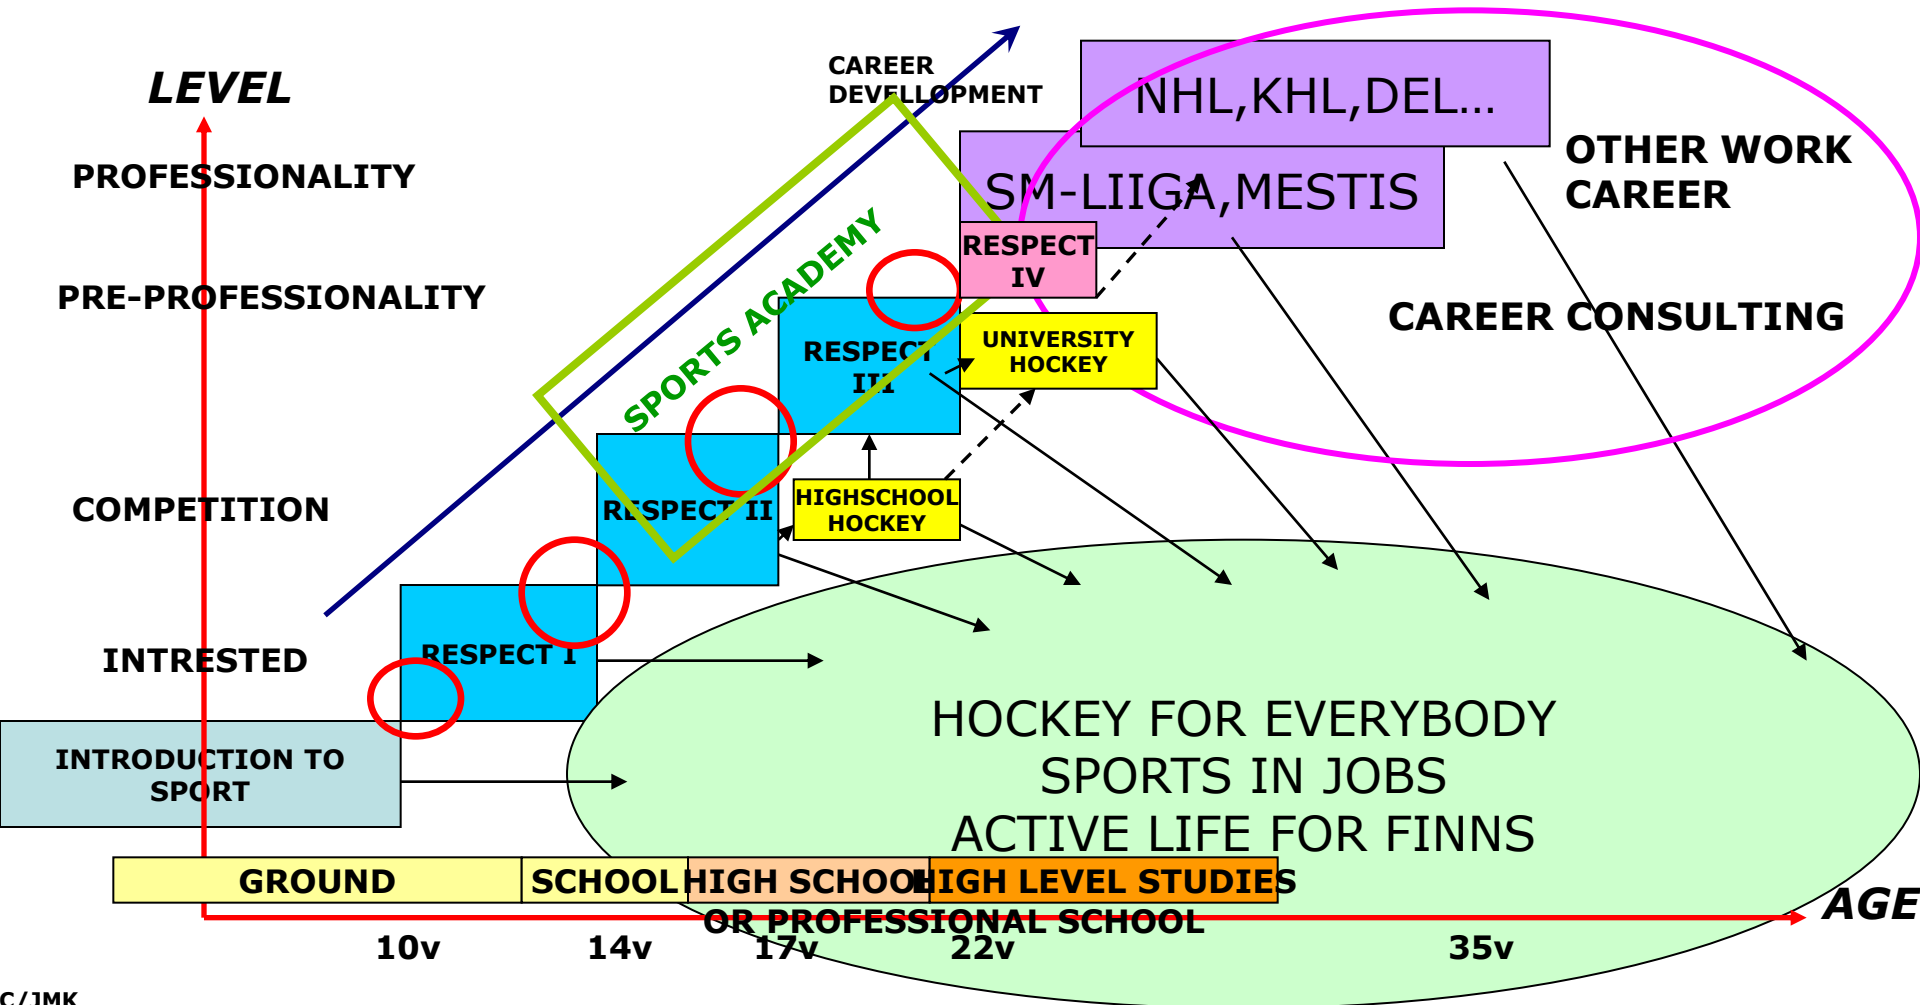 LEVEL
CAREER
DEVELLOPMENT
NHL,KHL,DEL...
OTHER WORK
CAREER
PROFESSIONALITY
SM-LIIGA,MESTIS
SPORTS ACADEMY
RESPECT
IV
PRE-PROFESSIONALITY
CAREER CONSULTING
RESPECT
III
UNIVERSITY
HOCKEY
COMPETITION
RESPECT II
HIGHSCHOOL
HOCKEY
INTRESTED
RESPECT I
HOCKEY FOR EVERYBODY
SPORTS IN JOBS
ACTIVE LIFE FOR FINNS
INTRODUCTION TO
SPORT
GROUND
SCHOOL
HIGH SCHOOL
HIGH LEVEL STUDIES
OR PROFESSIONAL SCHOOL
AGE
10v
14v
17v
22v
35v
C/JMK